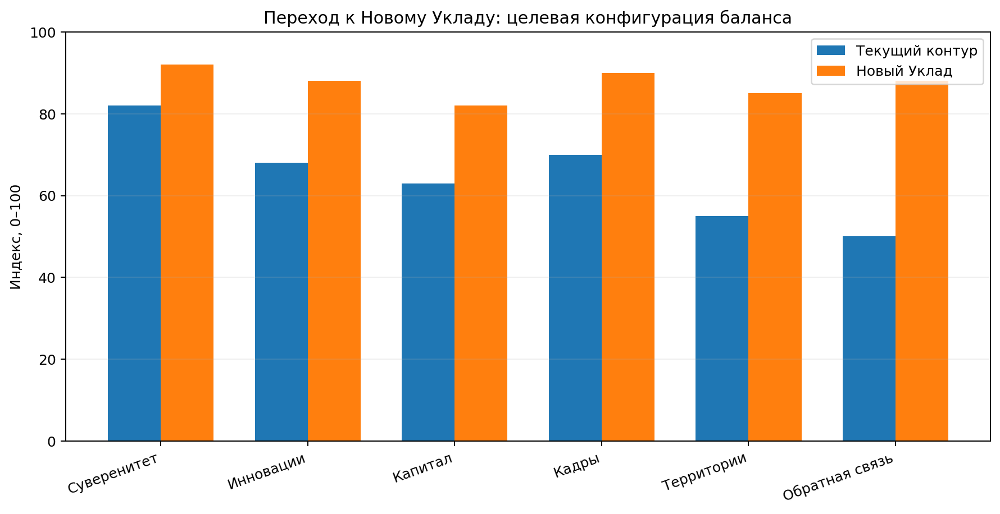 Переход к Новому Укладу: целевая конфигурация баланса
Текущий контур
Новый Уклад
Индекс, 0–100
100
80
60
40
20
0
Суверенитет
Инновации
Капитал
Кадры
Территории
Обратная связь